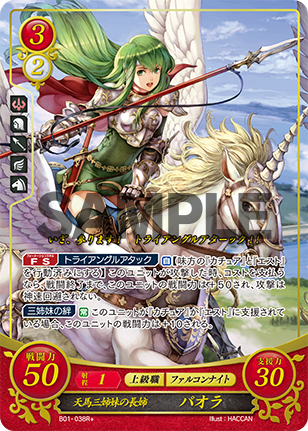 3
2
SAMPLE
いざ、参ります！ トライアングルアタックを！
FS トライアングルアタック 自 『味方の「カチュア」と「エスト」
を行動済みにする』このユニットが攻撃した時、コストを支払う
なら、戦闘終了まで、このユニットの戦闘力は＋50され、攻撃は
神速回避されない。
三姉妹の絆 常 このユニットが「カチュア」か「エスト」に支援されて
いる場合、このユニットの戦闘力は＋10される。
戦闘力
50
射程 1
上級職 ファルコンナイト
支援力
30
天馬三姉妹の長姉 パオラ
B01-038R+
Illust : HACCAN